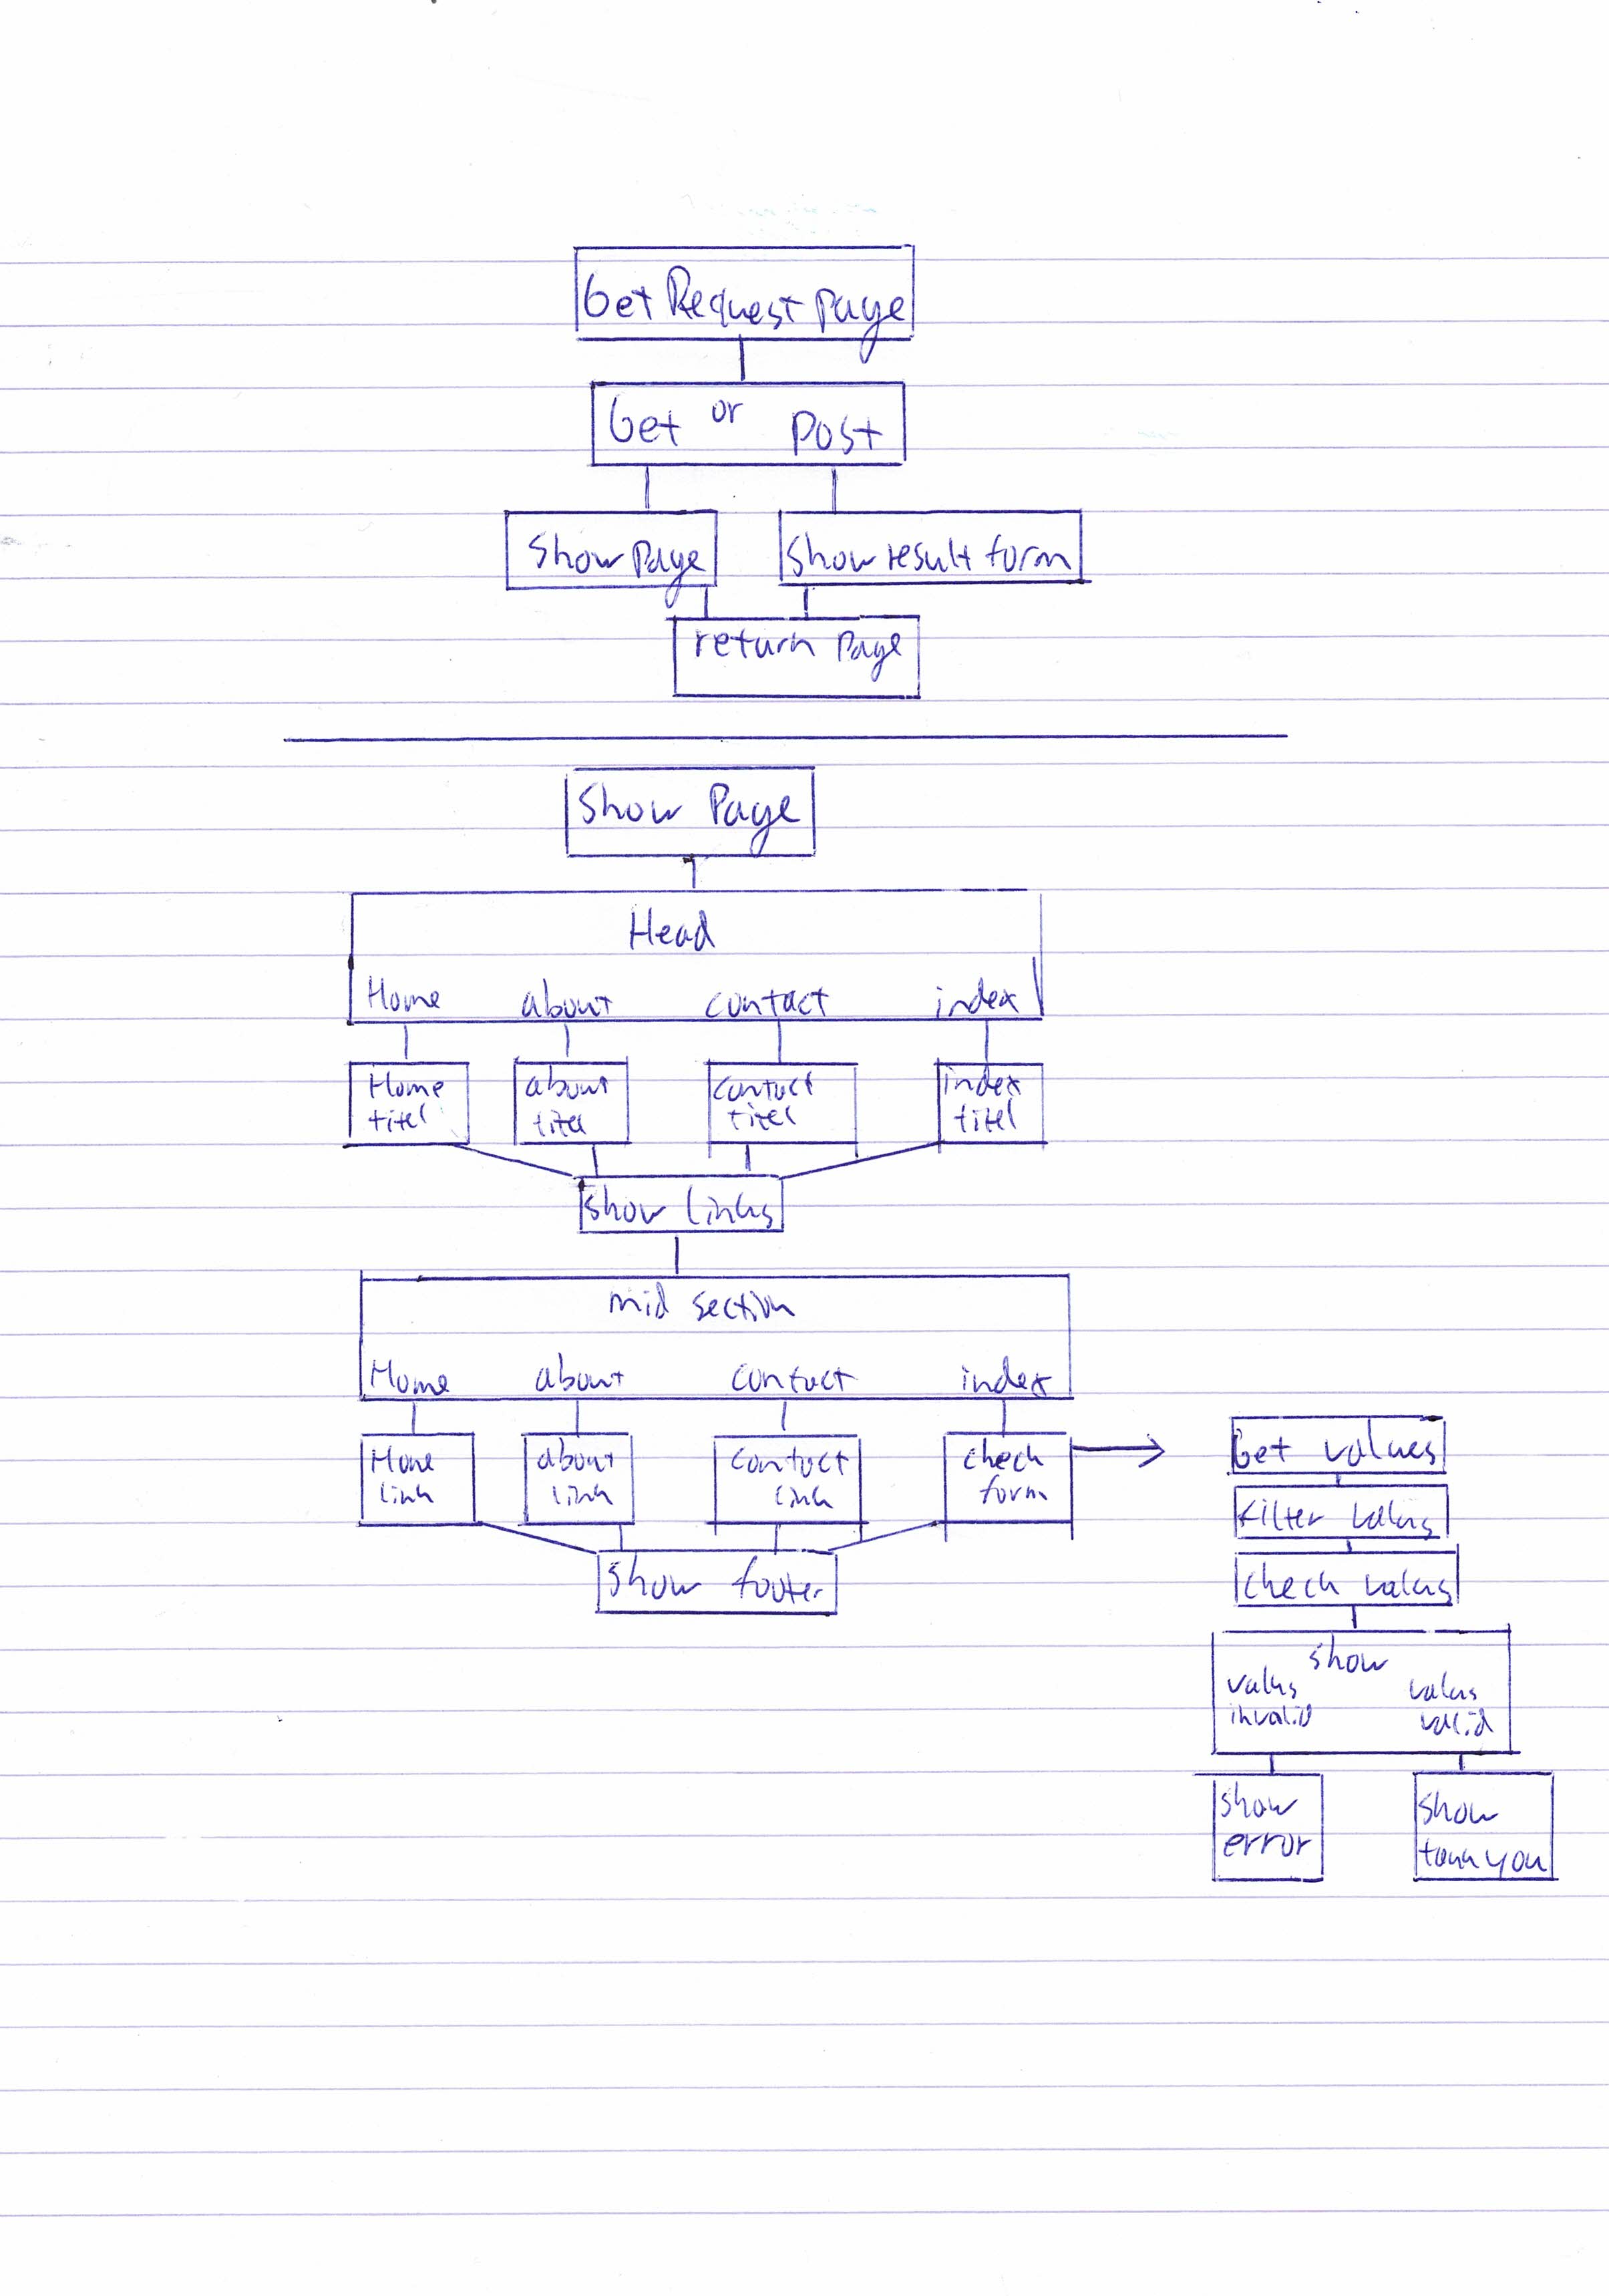 Get Request Page
Get or Post
Show Page
Show result form
return Page
Show Page
Head
Home about contact index
Home
titel
about
titel
contact
titel
index
titel
show links
mid section
Home about contact index
Home
link
about
link
contact
link
check
form
Show footer
Get values
Filter values
check values
show
values
invalid
values
valid
show
error
show
tank you